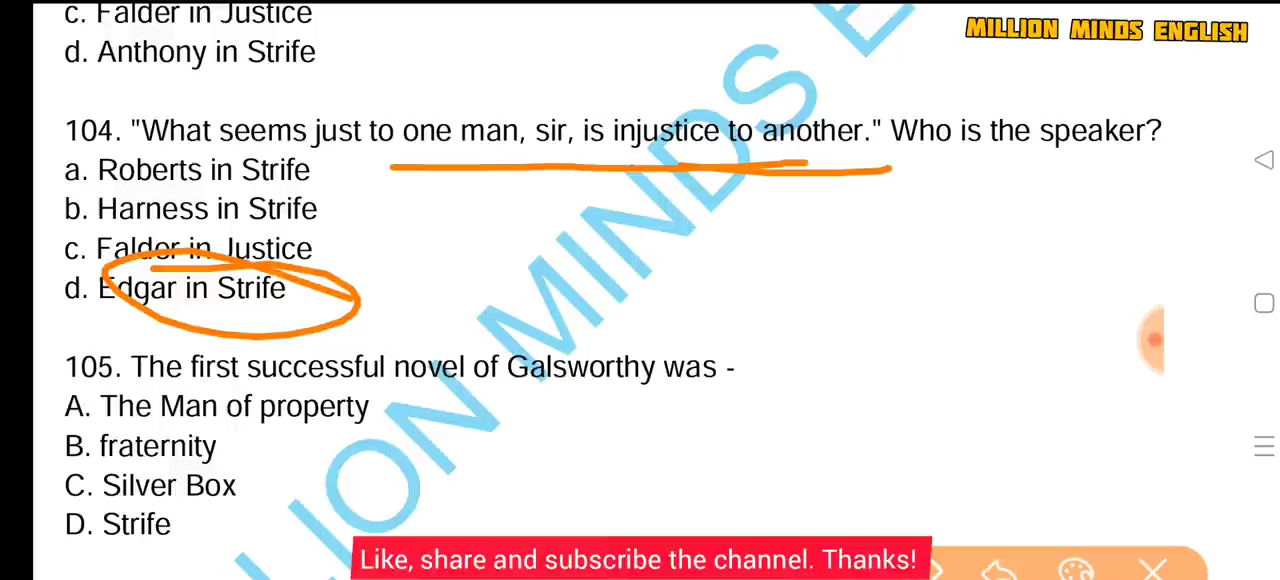 c. Falder in Justice
MILLION MINDS ENGLISH
d. Anthony in Strife
104. "What seems just to one man, sir, is injustice to another." Who is the speaker?
a. Roberts in Strife
b. Harness in Strife
c. Falder in Justice
d. Edgar in Strife
105. The first successful novel of Galsworthy was -
A. The Man of property
B. fraternity
C. Silver Box
D. Strife
LLION MINDS E
Like, share and subscribe the channel. Thanks!